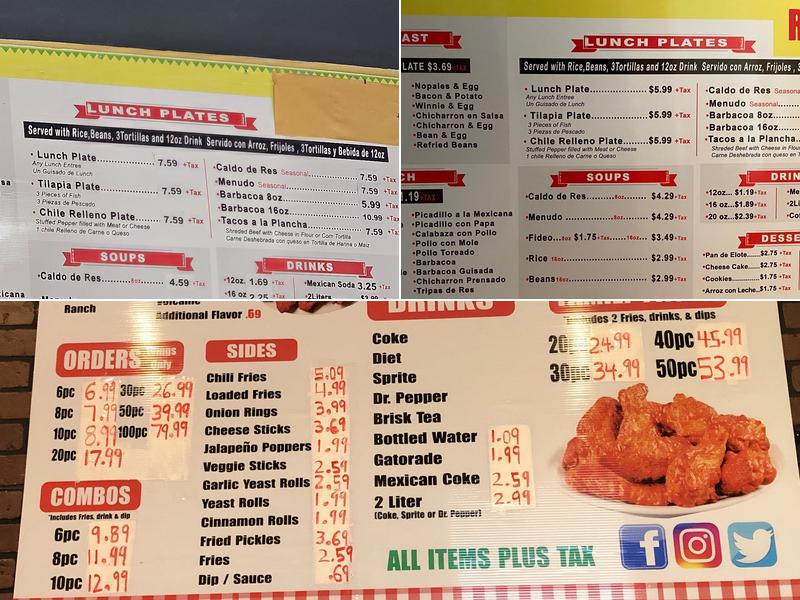 LUNCH PLATES
Served with Rice,Beans, 3Tortillas and 12oz Drink Servido con Arroz, Frijoles , 3Tortillas y Bebida de 12oz
• Lunch Plate 7.59 +Tax
Any Lunch Entree
Un Guisado de Lunch
• Tilapia Plate 7.59 +Tax
3 Pieces of Fish
3 Piezas de Pescado
• Chile Relleno Plate 7.59 +Tax
Stuffed Pepper filled with Meat or Cheese
1 chile Relleno de Carne o Queso
•Caldo de Res Seasonal 7.59 +Tax
•Menudo Seasonal 7.59 +Tax
•Barbacoa 8oz 5.99 +Tax
•Barbacoa 16oz 10.99 +Tax
•Tacos a la Plancha 7.59 +Tax
Shreded Beef with Cheese in Flour or Corn Tortilla
Carne Deshebrada con queso en Tortilla de Harina o Maiz
SOUPS
•Caldo de Res 8oz 4.59 +Tax
DRINKS
•12oz. 1.69 +Tax
•16 oz 2.25
•Mexican Soda 3.25 +Tax
•2Liters
xicana
AST
LATE $3.69+TAX
•Nopales & Egg
•Bacon & Potato
•Winnie & Egg
•Chicharron en Salsa
•Chicharron & Egg
•Bean & Egg
•Refried Beans
CH
.19+TAX
•Picadillo a la Mexicana
•Picadillo con Papa
•Calabaza con Pollo
•Pollo con Mole
•Pollo Toreado
•Barbacoa
•Barbacoa Guisada
•Chicharron Prensado
•Tripas de Res
R
LUNCH PLATES
Served with Rice,Beans, 3Tortillas and 12oz Drink Servido con Arroz, Frijoles , 3
• Lunch Plate $5.99 +Tax
Any Lunch Entree
Un Guisado de Lunch
• Tilapia Plate $5.99 +Tax
3 Pieces of Fish
3 Piezas de Pescado
• Chile Relleno Plate $5.99 +Tax
Stuffed Pepper filled with Meat or Cheese
1 chile Relleno de Carne o Queso
•Caldo de Res Seasonal
•Menudo Seasonal
•Barbacoa 8oz
•Barbacoa 16oz
•Tacos a la Plancha
Shreded Beef with Cheese in F
Carne Deshebrada con queso en
SOUPS
•Caldo de Res 8oz $4.29 +Tax
•Menudo 8oz $4.29 +Tax
•Fideo 8oz $1.75 +Tax 16oz $3.49 +Tax
•Rice 16oz $2.99 +Tax
•Beans 16oz $2.99 +Tax
DRIN
•12oz... $1.19 +Tax
•16 oz $1.89 +Tax
•20 oz $2.39 +Tax
•Mex
•2Li
•Co
DESSE
•Pan de Elote $2.75 +Tax
•Cheese Cake $2.75 +Tax
•Cookies $1.75 +Tax
•Arroz con Leche $1.75 +Tax
Ranch
Additional Flavor .69
ORDERS Wings Only
6pc 6.99 30pc 26.99
8pc 7.99 50pc 39.99
10pc 8.99 100pc 79.99
20pc 17.99
COMBOS
*Includes Fries, drink & dip
6pc 9.89
8pc 11.49
10pc 12.99
SIDES
Chili Fries 5.09
Loaded Fries 4.99
Onion Rings 3.99
Cheese Sticks 3.69
Jalapeño Poppers 1.99
Veggie Sticks 2.59
Garlic Yeast Rolls 2.59
Yeast Rolls 1.99
Cinnamon Rolls 1.99
Fried Pickles 3.69
Fries 2.59
Dip / Sauce .69
DRINKS
Coke
Diet
Sprite
Dr. Pepper
Brisk Tea
Bottled Water 1.09
Gatorade 1.99
Mexican Coke 2.59
2 Liter 2.99
(Coke, Sprite or Dr. Pepper)
*Includes 2 Fries, drinks, & dips
20pc 24.99 40pc 45.99
30pc 34.99 50pc 53.99
ALL ITEMS PLUS TAX